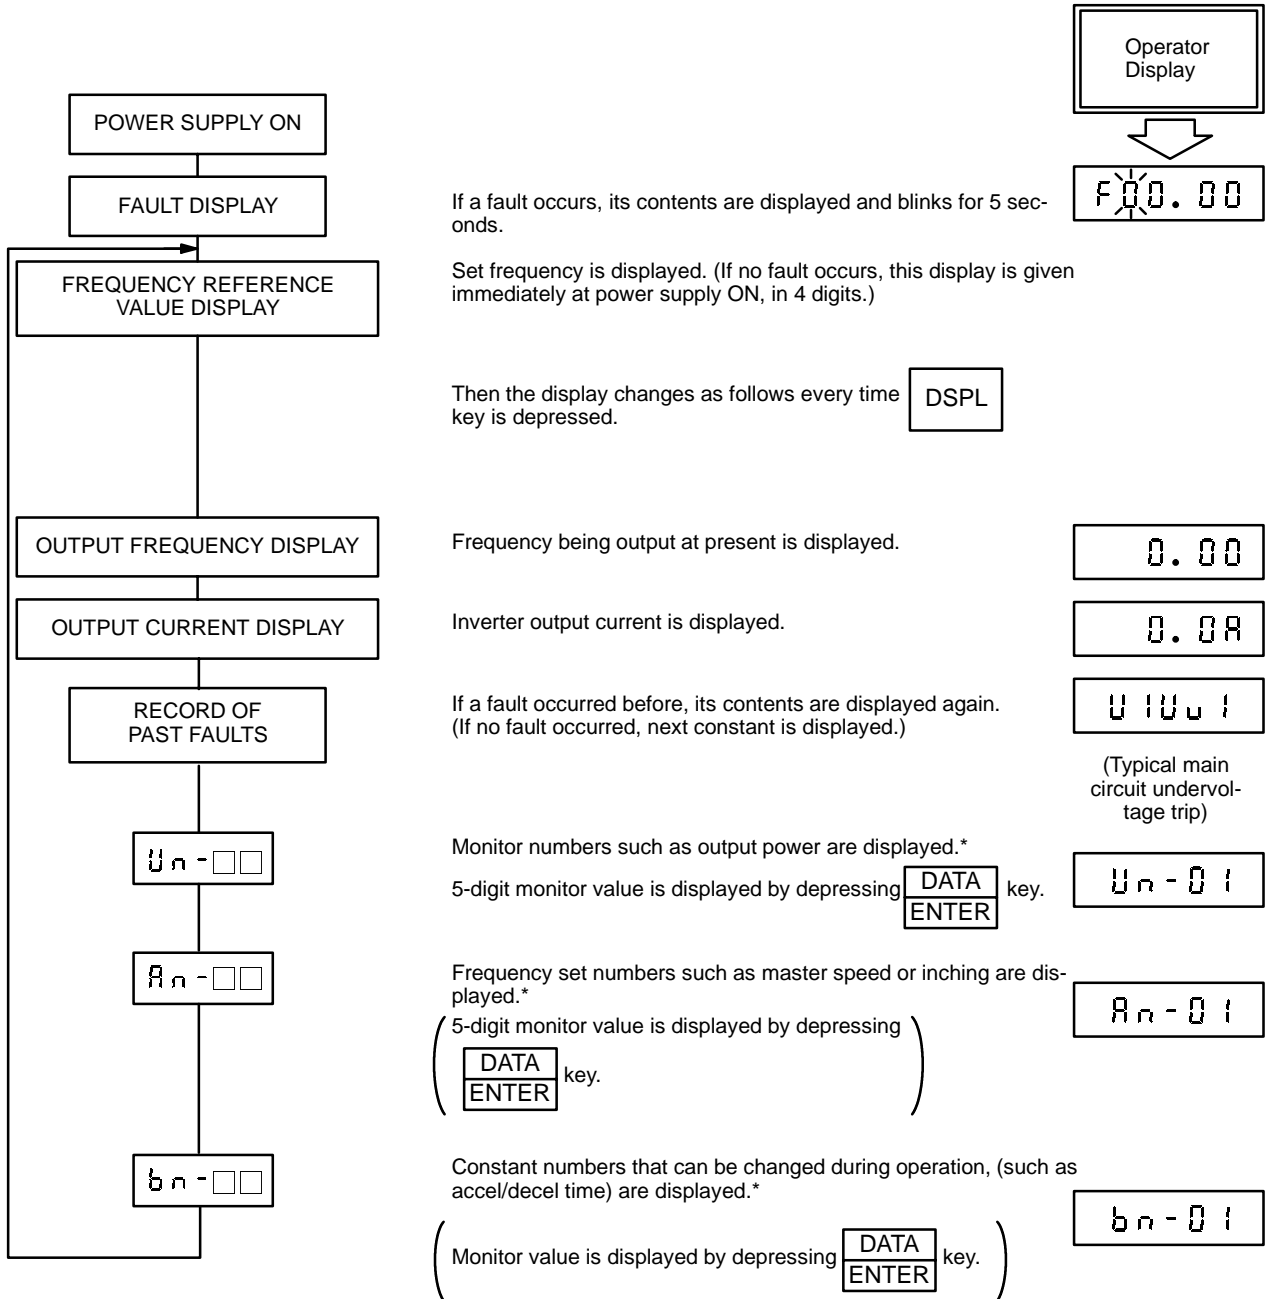 Operator
Display
POWER SUPPLY ON
FAULT DISPLAY
If a fault occurs, its contents are displayed and blinks for 5 sec-
onds.
F00.00
FREQUENCY REFERENCE
VALUE DISPLAY
Set frequency is displayed. (If no fault occurs, this display is given
immediately at power supply ON, in 4 digits.)
Then the display changes as follows every time DSPL
key is depressed.
OUTPUT FREQUENCY DISPLAY
Frequency being output at present is displayed.
0.00
OUTPUT CURRENT DISPLAY
Inverter output current is displayed.
0.0A
RECORD OF
PAST FAULTS
If a fault occurred before, its contents are displayed again.
(If no fault occurred, next constant is displayed.)
U1Uu1
(Typical main
circuit undervol-
tage trip)
Un-□□
Monitor numbers such as output power are displayed.*
5-digit monitor value is displayed by depressing DATA ENTER key.
Un-01
An-□□
Frequency set numbers such as master speed or inching are dis-
played.*
(5-digit monitor value is displayed by depressing
DATA ENTER key.)
An-01
bn-□□
Constant numbers that can be changed during operation, (such as
accel/decel time) are displayed.*
(Monitor value is displayed by depressing DATA ENTER key.)
bn-01